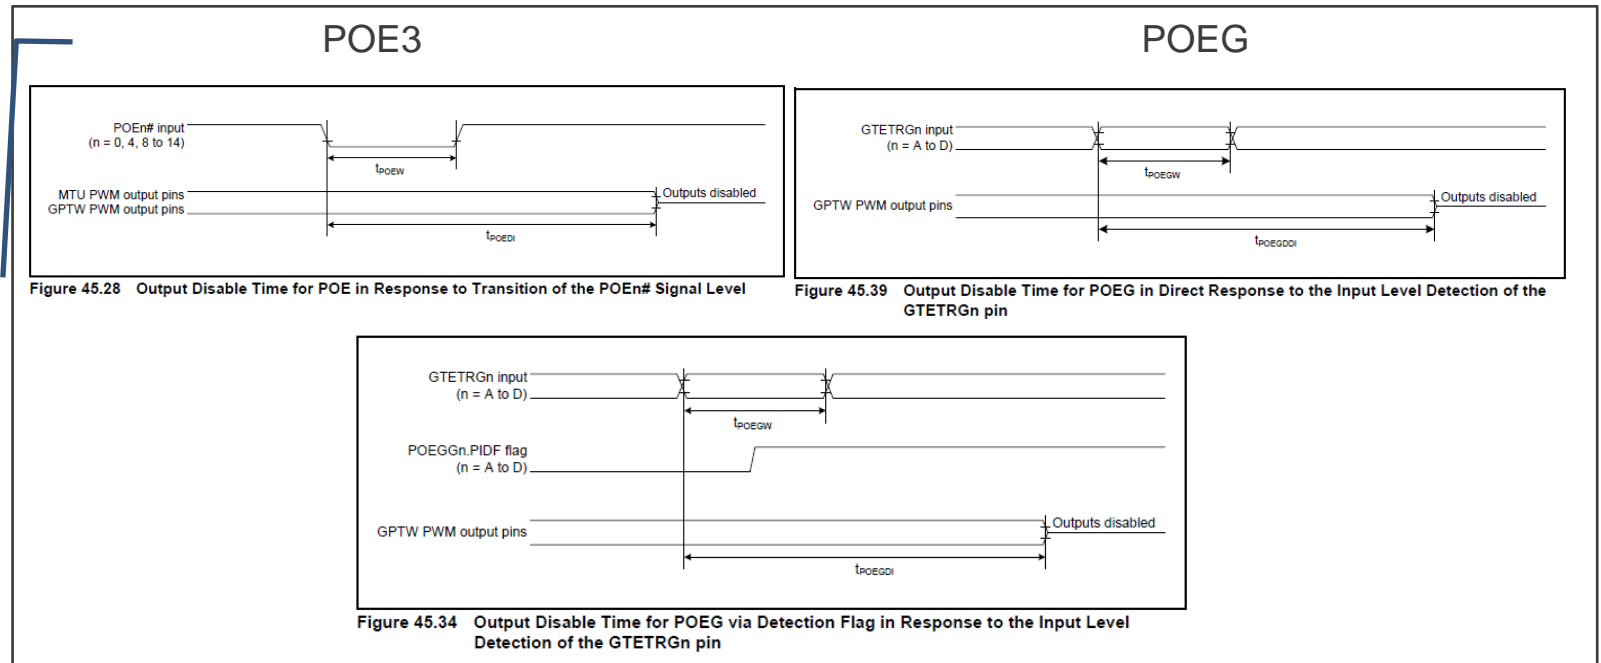 POE3
POEG
POEn# input
(n = 0, 4, 8 to 14)
tPOEW
MTU PWM output pins
GPTW PWM output pins
Outputs disabled
tPOEDI
Figure 45.28 Output Disable Time for POE in Response to Transition of the POEn# Signal Level
GTETRGn input
(n = A to D)
tPOEGW
GPTW PWM output pins
Outputs disabled
tPOEGDDI
Figure 45.39 Output Disable Time for POEG in Direct Response to the Input Level Detection of the
GTETRGn pin
GTETRGn input
(n = A to D)
tPOEGW
POEGGn.PIDF flag
(n = A to D)
GPTW PWM output pins
Outputs disabled
tPOEGDI
Figure 45.34 Output Disable Time for POEG via Detection Flag in Response to the Input Level
Detection of the GTETRGn pin